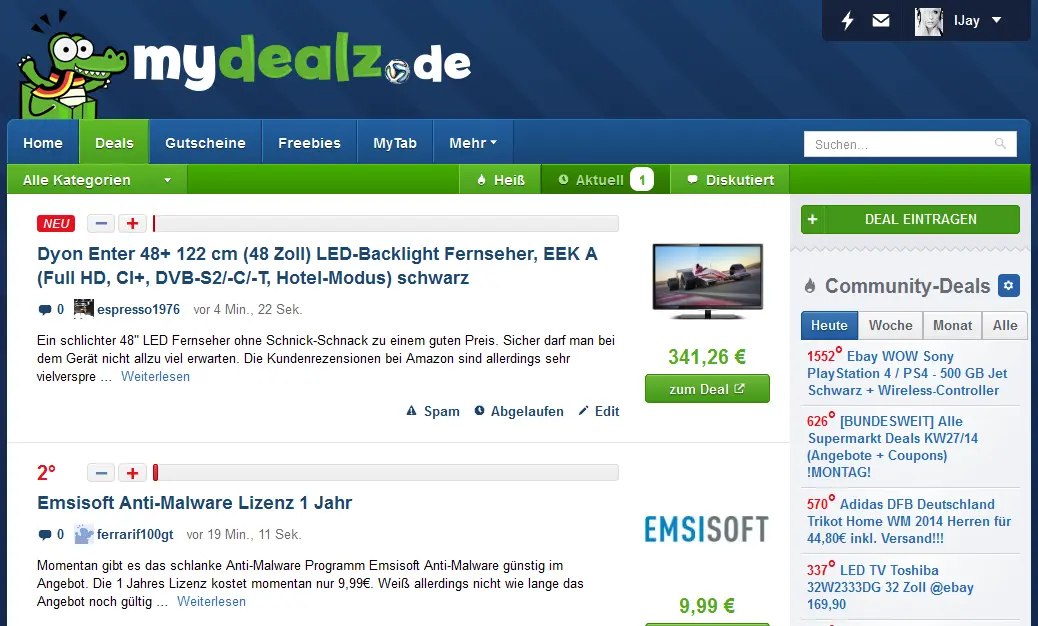 IJay
mydealz.de
Home
Deals
Gutscheine
Freebies
MyTab
Mehr
Suchen...
Alle Kategorien
Heiß
Aktuell 1
Diskutiert
NEU
Dyon Enter 48+ 122 cm (48 Zoll) LED-Backlight Fernseher, EEK A
(Full HD, CI+, DVB-S2/-C/-T, Hotel-Modus) schwarz
0 espresso1976 vor 4 Min., 22 Sek.
Ein schlichter 48" LED Fernseher ohne Schnick-Schnack zu einem guten Preis. Sicher darf man bei
dem Gerät nicht allzu viel erwarten. Die Kundenrezensionen bei Amazon sind allerdings sehr
vielverspre ... Weiterlesen
Spam Abgelaufen Edit
341,26 €
zum Deal
2°
Emsisoft Anti-Malware Lizenz 1 Jahr
0 ferrarif100gt vor 19 Min., 11 Sek.
Momentan gibt es das schlanke Anti-Malware Programm Emsisoft Anti-Malware günstig im
Angebot. Die 1 Jahres Lizenz kostet momentan nur 9,99€. Weiß allerdings nicht wie lange das
Angebot noch gültig ... Weiterlesen
EMSISOFT
9,99 €
+ DEAL EINTRAGEN
Community-Deals
Heute Woche Monat Alle
1552° Ebay WOW Sony
PlayStation 4 / PS4 - 500 GB Jet
Schwarz + Wireless-Controller
626° [BUNDESWEIT] Alle
Supermarkt Deals KW27/14
(Angebote + Coupons)
!MONTAG!
570° Adidas DFB Deutschland
Trikot Home WM 2014 Herren für
44,80€ inkl. Versand!!!
337° LED TV Toshiba
32W2333DG 32 Zoll @ebay
169,90